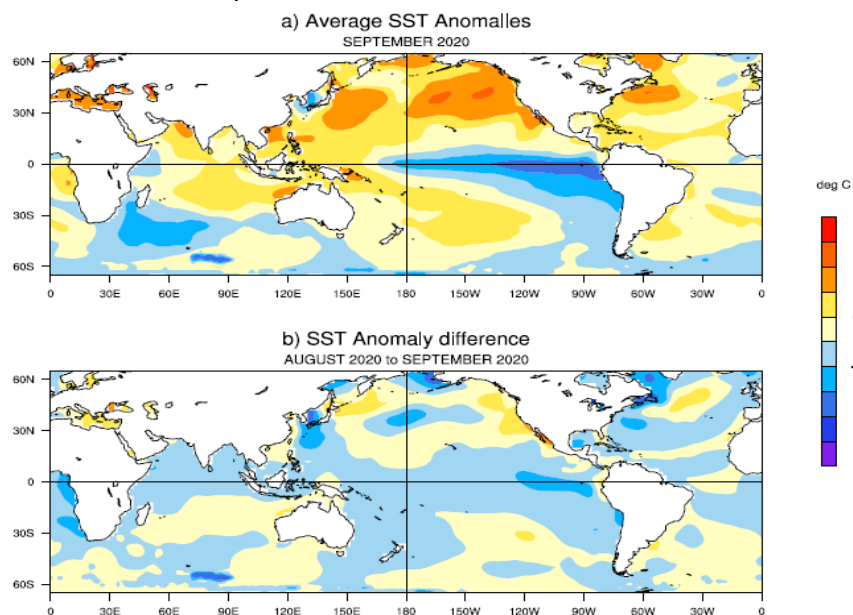 a) Average SST Anomalles
SEPTEMBER 2020
60N
30N
0
30S
60S
0 30E 60E 90E 120E 150E 180 150W 120W 90W 60W 30W 0
deg C
b) SST Anomaly difference
AUGUST 2020 to SEPTEMBER 2020
60N
30N
0
30S
60S
0 30E 60E 90E 120E 150E 180 150W 120W 90W 60W 30W 0